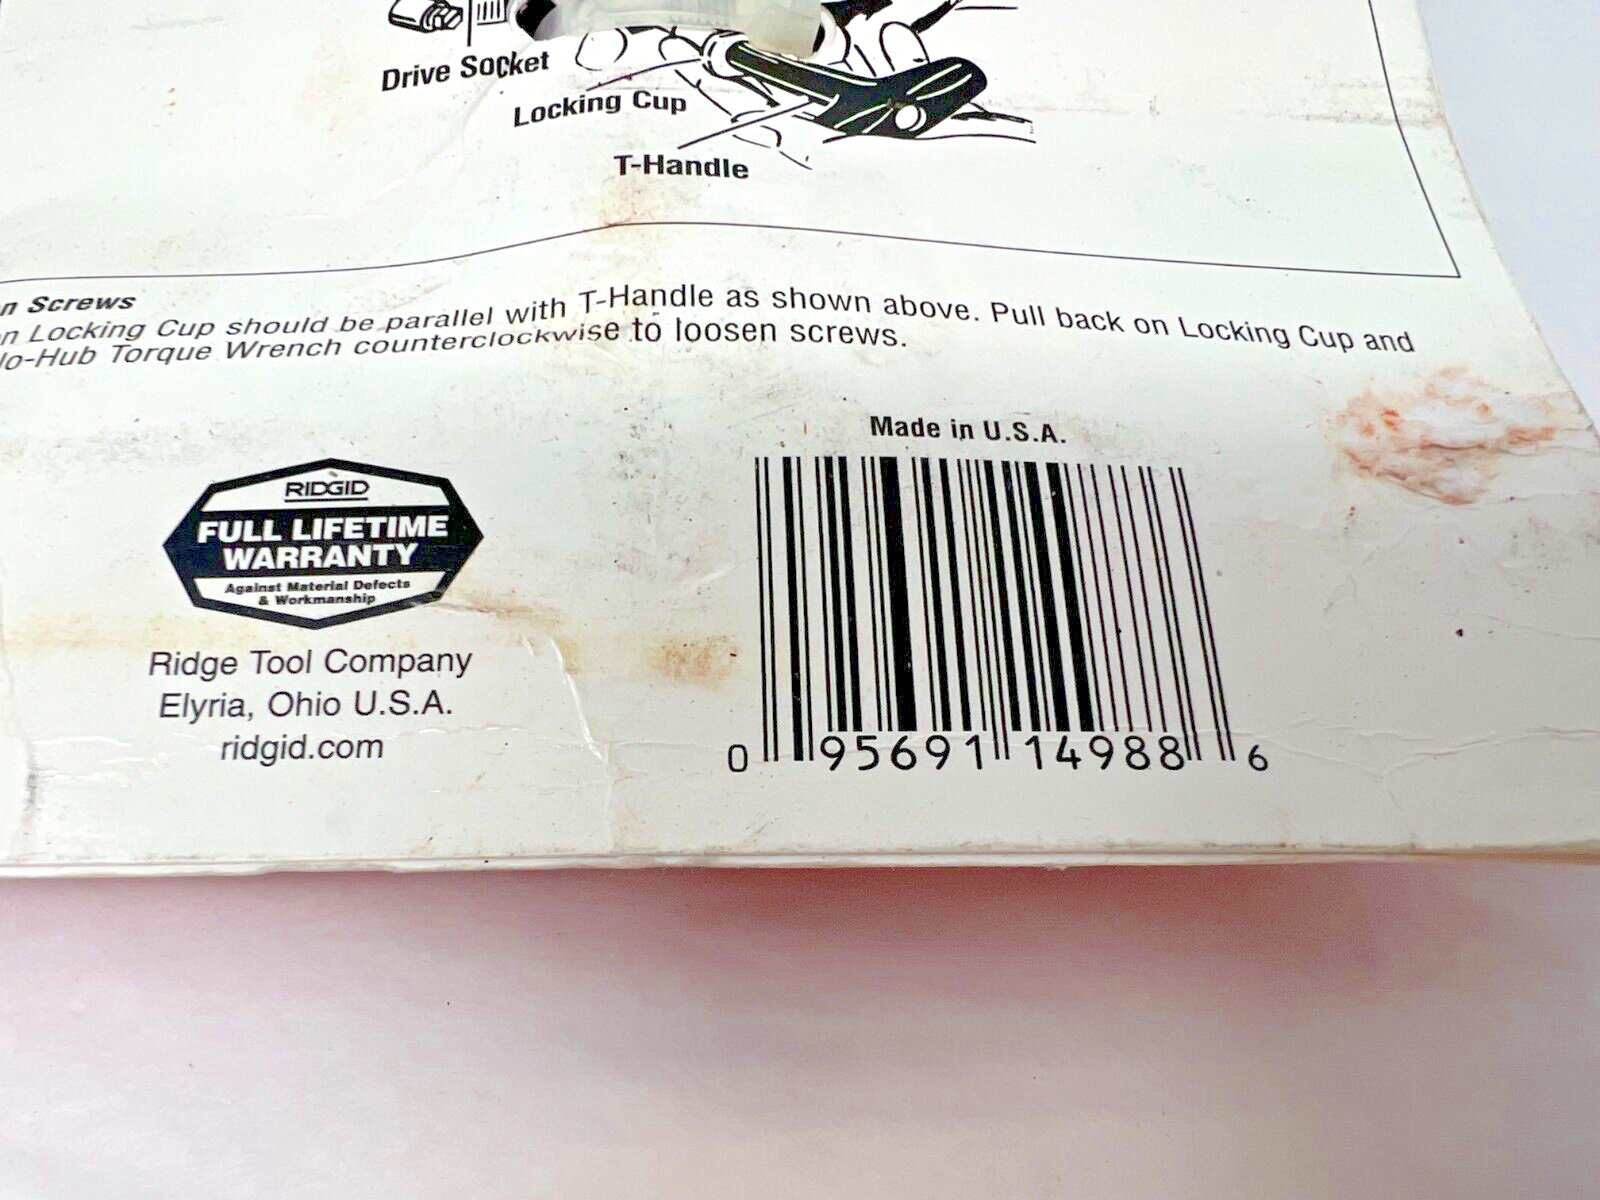 Drive Socket
Locking Cup
T-Handle
Screws
Locking Cup should be parallel with T-Handle as shown above. Pull back on Locking Cup and
Torque Wrench counterclockwise to loosen screws.
Made in U.S.A.
RIDGID
FULL LIFETIME
WARRANTY
Against Material Defects
& Workmanship
Ridge Tool Company
Elyria, Ohio U.S.A.
ridgid.com
0 95691 14988 6